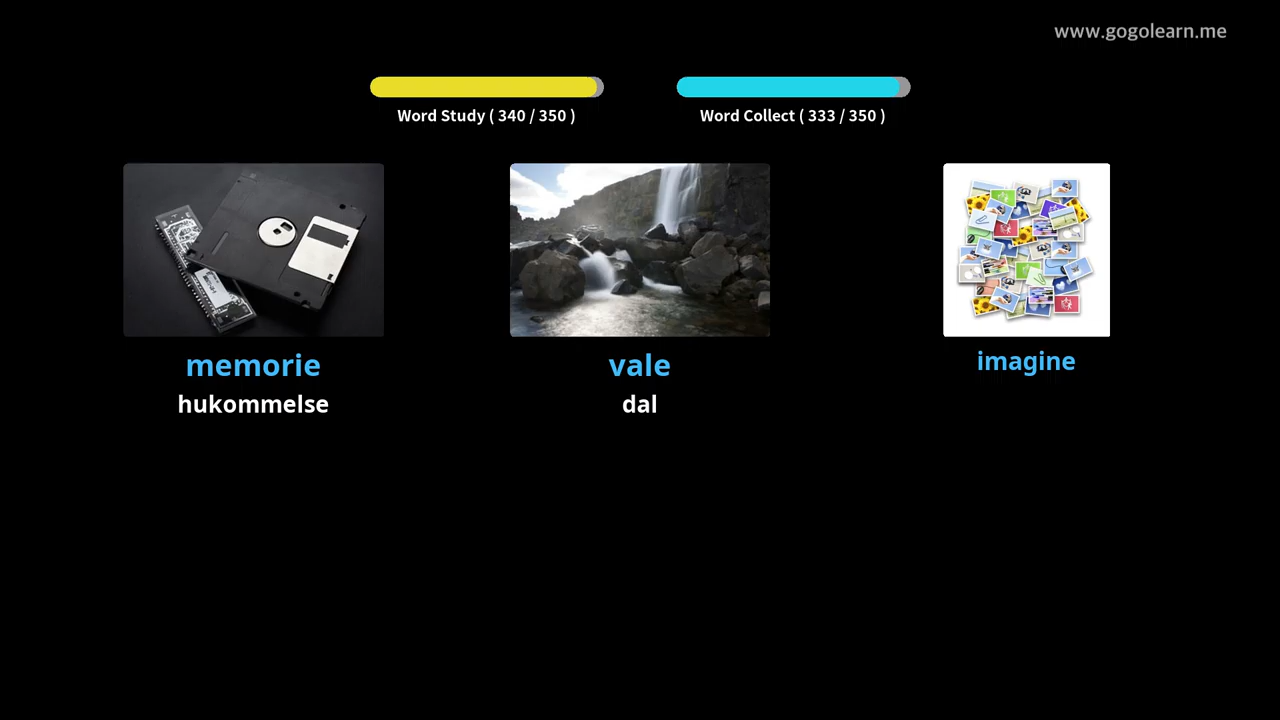 www.gogolearn.me
Word Study ( 340 / 350 )
Word Collect ( 333 / 350 )
memorie
hukommelse
vale
dal
imagine